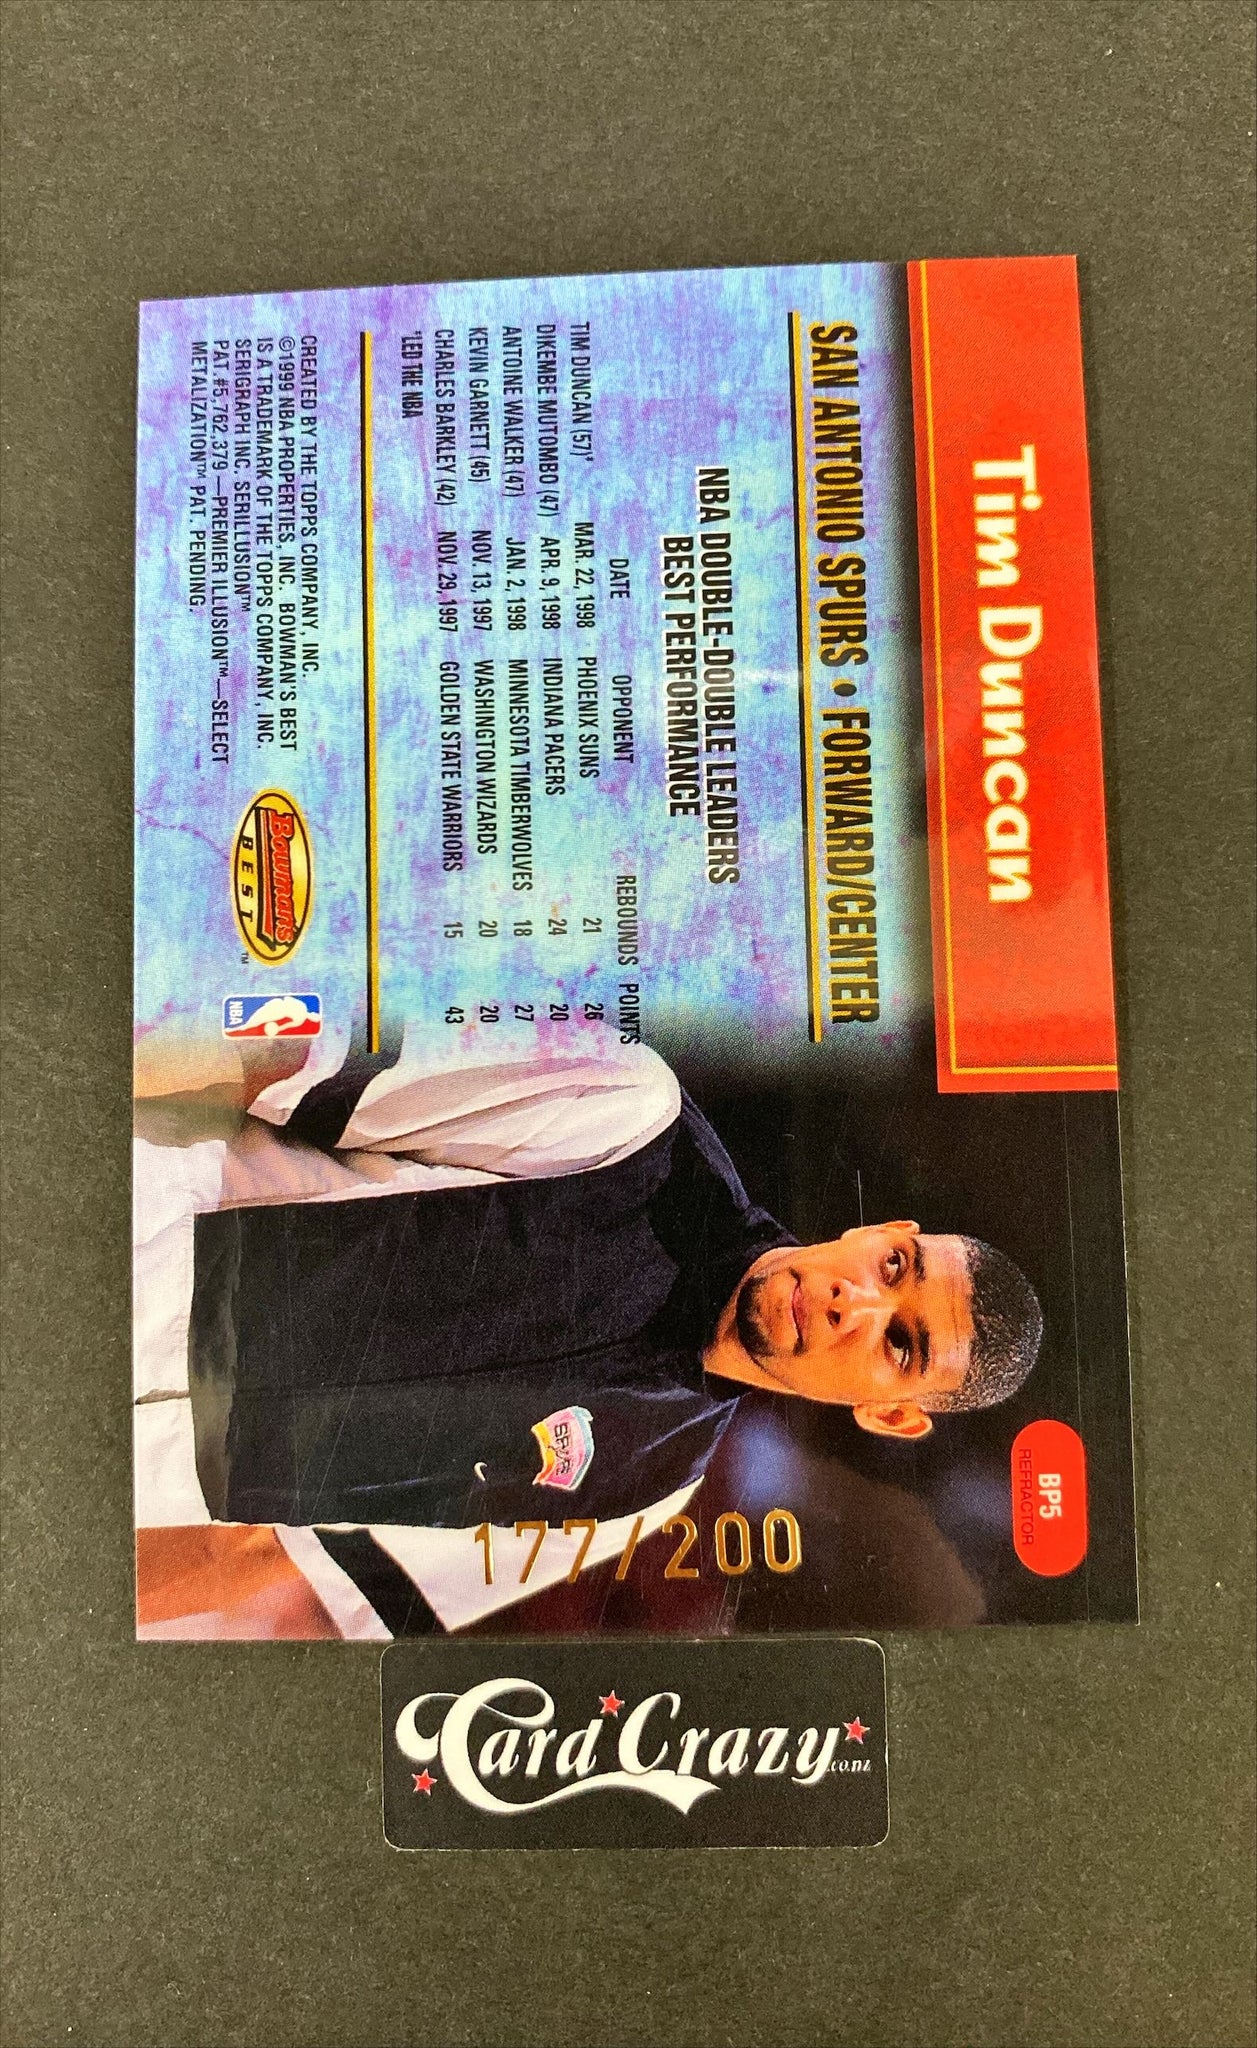 Tim Duncan
BP5
REFRACTOR
SAN ANTONIO SPURS • FORWARD/CENTER
NBA DOUBLE-DOUBLE LEADERS
BEST PERFORMANCE
DATE OPPONENT REBOUNDS POINTS
TIM DUNCAN (57)* MAR. 22, 1998 PHOENIX SUNS 21 26
DIKEMBE MUTOMBO (47) APR. 9, 1998 INDIANA PACERS 24 20
ANTOINE WALKER (47) JAN. 2, 1998 MINNESOTA TIMBERWOLVES 18 27
KEVIN GARNETT (45) NOV. 13, 1997 WASHINGTON WIZARDS 20 20
CHARLES BARKLEY (42) NOV. 29, 1997 GOLDEN STATE WARRIORS 15 43
*LED THE NBA
SPURS
177/200
CREATED BY THE TOPPS COMPANY, INC.
©1999 NBA PROPERTIES, INC. BOWMAN'S BEST
IS A TRADEMARK OF THE TOPPS COMPANY, INC.
SERIGRAPH INC. SERILLUSION™
PAT #5,762,379 —PREMIER ILLUSION™—SELECT
METALIZATION™ PAT. PENDING.
Bowman's
BEST™
NBA
Card Crazy.co.nz